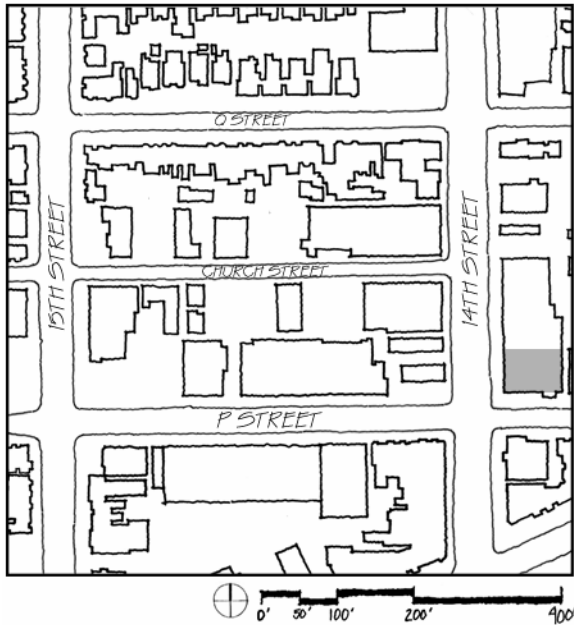 Q STREET
15TH STREET
14TH STREET
CHURCH STREET
P STREET
0' 50' 100' 200' 400'